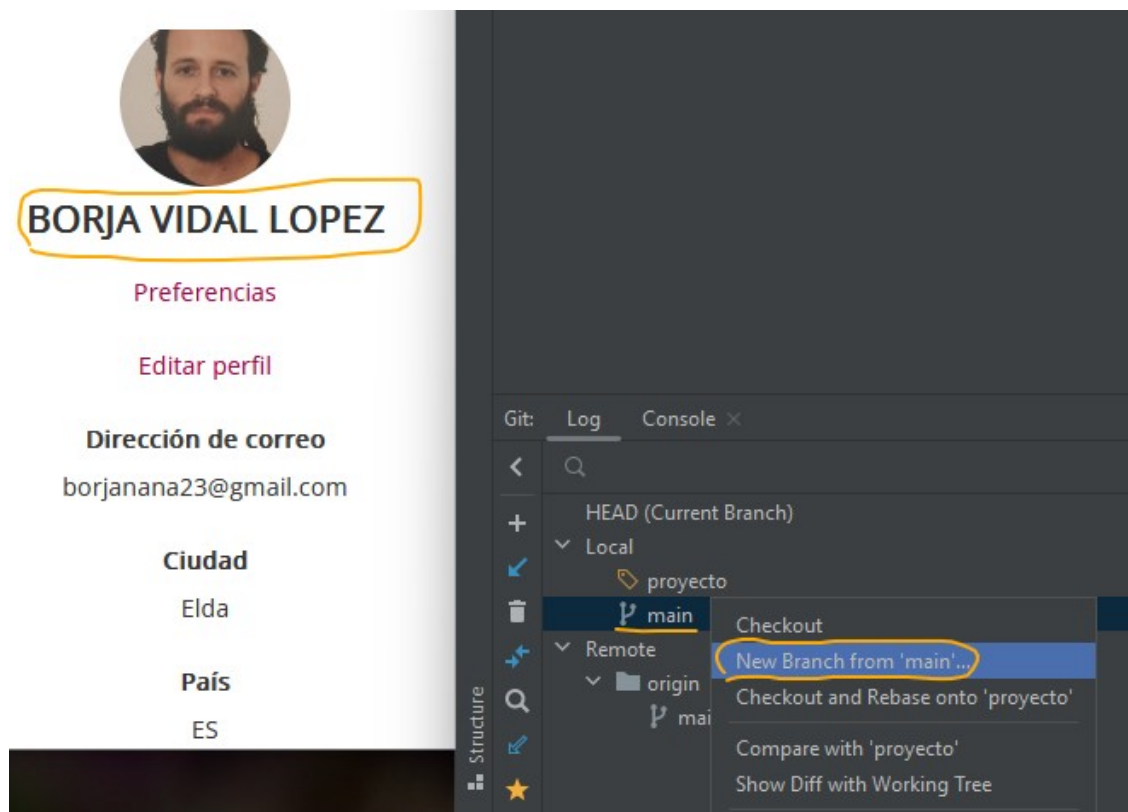 BORJA VIDAL LOPEZ
Preferencias
Editar perfil
Dirección de correo
borjanana23@gmail.com
Ciudad
Elda
País
ES
Structure
Git: Log Console
HEAD (Current Branch)
Local
proyecto
main
Remote
origin
mai
Checkout
New Branch from 'main'...
Checkout and Rebase onto 'proyecto'
Compare with 'proyecto'
Show Diff with Working Tree